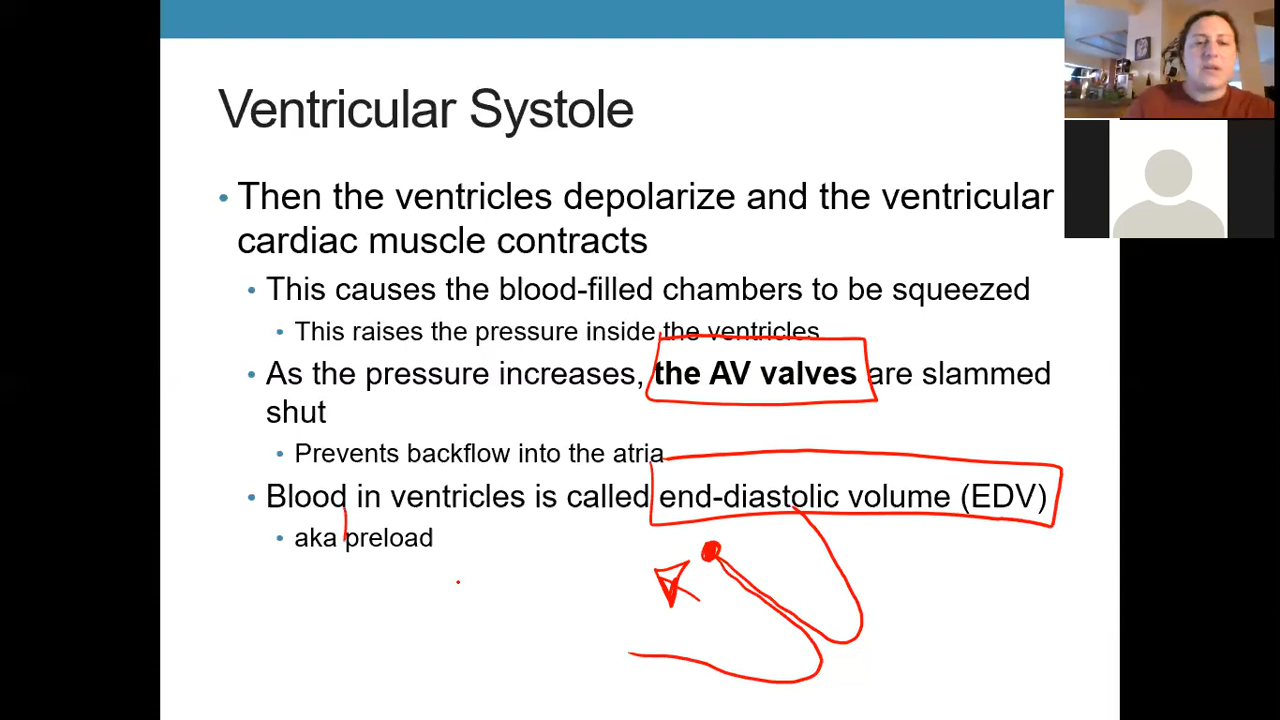 Ventricular Systole
• Then the ventricles depolarize and the ventricular
cardiac muscle contracts
• This causes the blood-filled chambers to be squeezed
• This raises the pressure inside the ventricles
• As the pressure increases, the AV valves are slammed
shut
• Prevents backflow into the atria
• Blood in ventricles is called end-diastolic volume (EDV)
• aka preload